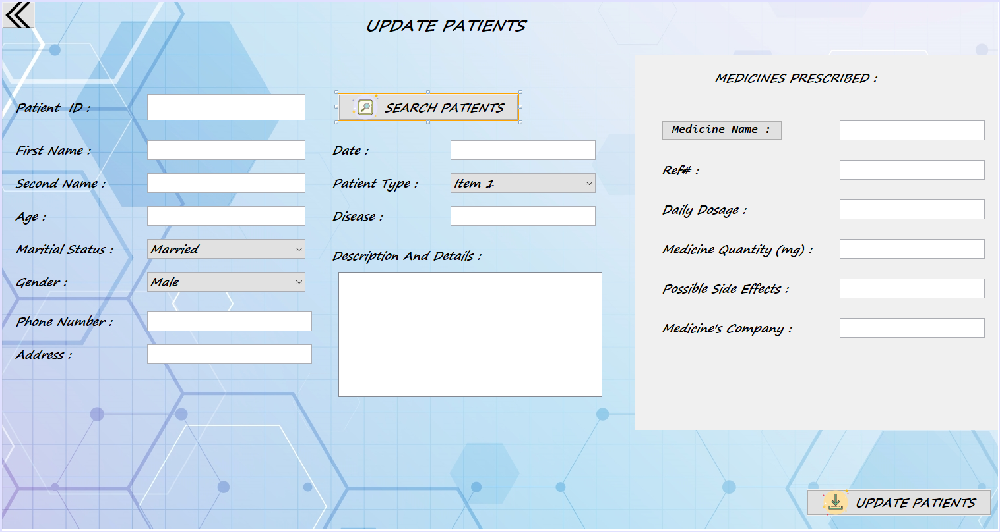 UPDATE PATIENTS
Patient ID :
SEARCH PATIENTS
First Name :
Second Name :
Age :
Maritial Status :
Married
Gender :
Male
Phone Number :
Address :
Date :
Patient Type :
Item 1
Disease :
Description And Details :
MEDICINES PRESCRIBED :
Medicine Name :
Ref# :
Daily Dosage :
Medicine Quantity (mg) :
Possible Side Effects :
Medicine's Company :
UPDATE PATIENTS